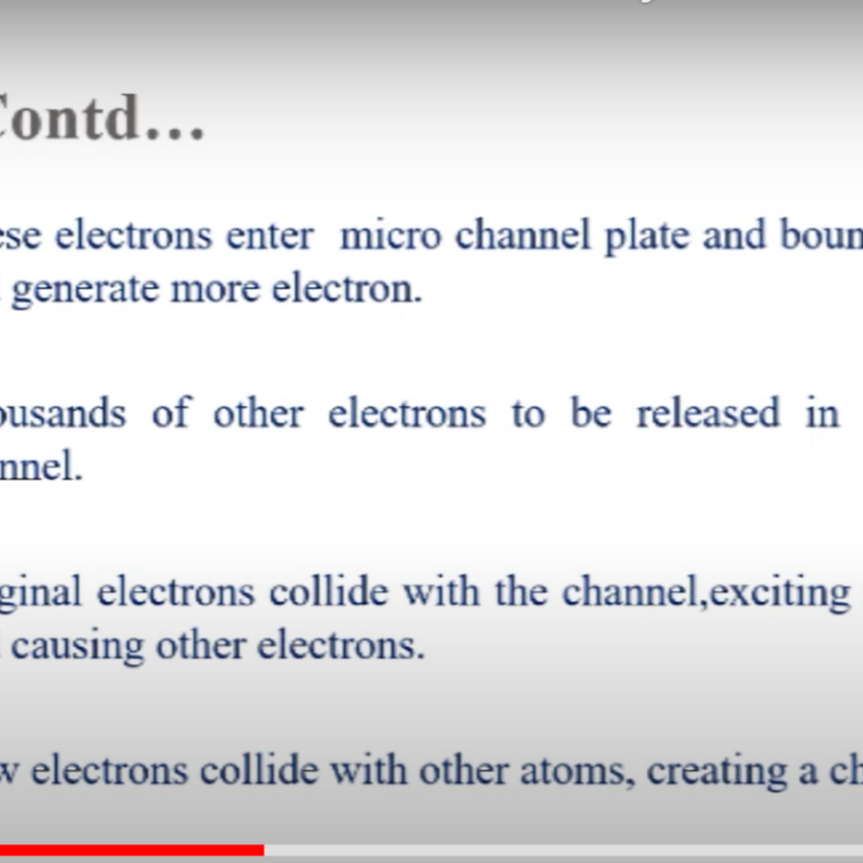 Contd...
ese electrons enter micro channel plate and boun
generate more electron.
ousands of other electrons to be released in
nnel.
ginal electrons collide with the channel,exciting
causing other electrons.
w electrons collide with other atoms, creating a ch